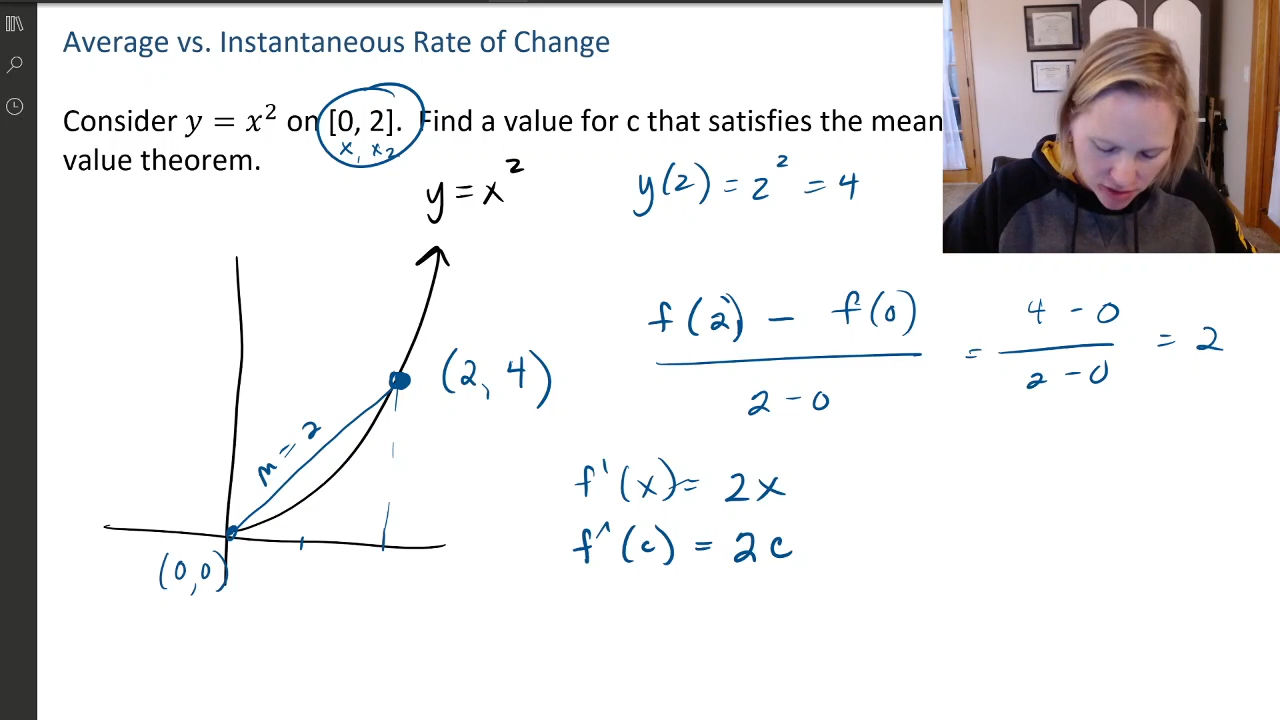 Average vs. Instantaneous Rate of Change
Consider y = x² on [0, 2]. Find a value for c that satisfies the mean
x₁ x₂
value theorem.
y = x²
y(2) = 2² = 4
f(2) - f(0)
2 - 0
= 4 - 0
2 - 0
= 2
(2, 4)
m = 2
f'(x) = 2x
f'(c) = 2c
(0,0)